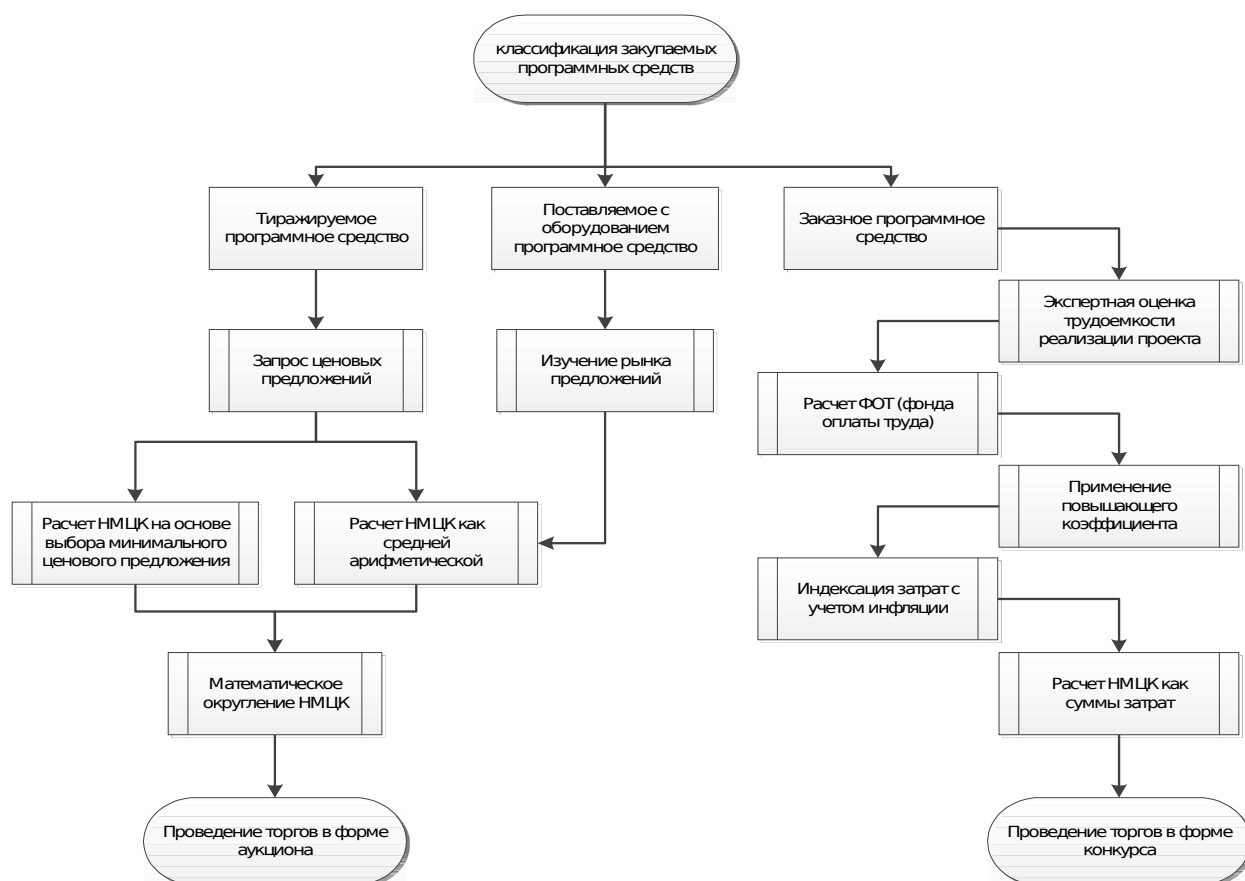 классификация закупаемых
программных средств
Тиражируемое
программное средство
Поставляемое с
оборудованием
программное средство
Заказное программное
средство
Экспертная оценка
трудоемкости
реализации проекта
Запрос ценовых
предложений
Изучение рынка
предложений
Расчет ФОТ (фонда
оплаты труда)
Применение
повышающего
коэффициента
Расчет НМЦК на основе
выбора минимального
ценового предложения
Расчет НМЦК как
средней
арифметической
Индексация затрат с
учетом инфляции
Математическое
округление НМЦК
Расчет НМЦК как
суммы затрат
Проведение торгов в форме
аукциона
Проведение торгов в форме
конкурса